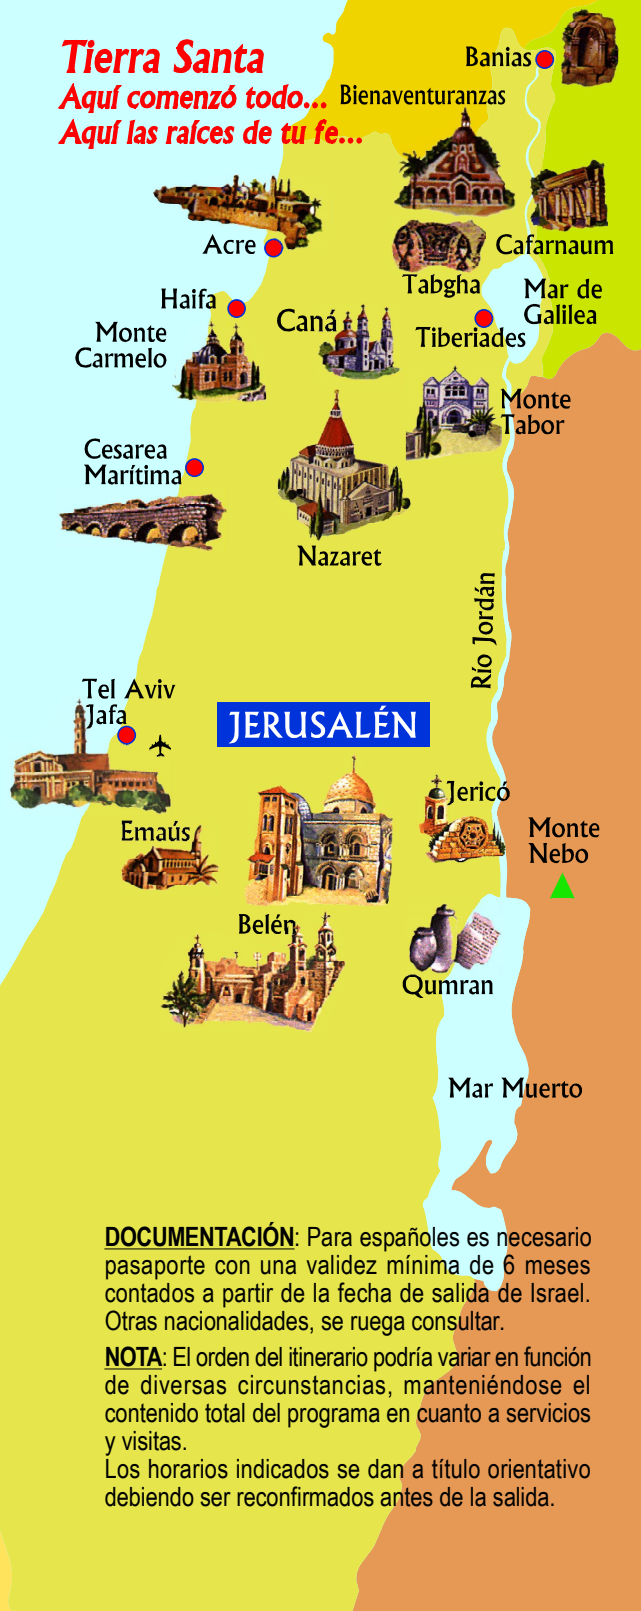 Tierra Santa
Aquí comenzó todo...
Aquí las raíces de tu fe...
Banias
Bienaventuranzas
Acre
Cafarnaum
Tabgha
Mar de
Galilea
Haifa
Caná
Tiberiades
Monte
Carmelo
Monte
Tabor
Cesarea
Marítima
Nazaret
Río Jordán
Tel Aviv
Jafa
JERUSALÉN
Jericó
Emaús
Monte
Nebo
Belén
Qumran
Mar Muerto
DOCUMENTACIÓN: Para españoles es necesario
pasaporte con una validez mínima de 6 meses
contados a partir de la fecha de salida de Israel.
Otras nacionalidades, se ruega consultar.
NOTA: El orden del itinerario podría variar en función
de diversas circunstancias, manteniéndose el
contenido total del programa en cuanto a servicios
y visitas.
Los horarios indicados se dan a título orientativo
debiendo ser reconfirmados antes de la salida.